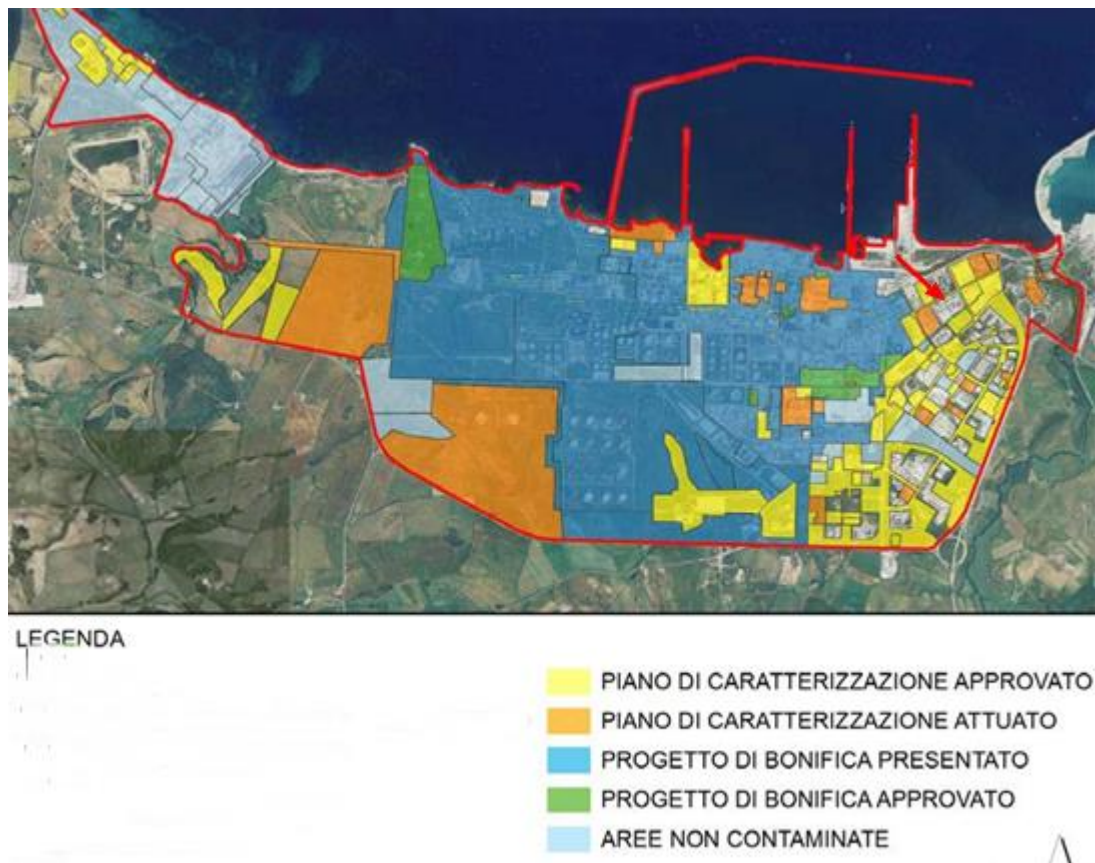 LEGENDA
PIANO DI CARATTERIZZAZIONE APPROVATO
PIANO DI CARATTERIZZAZIONE ATTUATO
PROGETTO DI BONIFICA PRESENTATO
PROGETTO DI BONIFICA APPROVATO
AREE NON CONTAMINATE